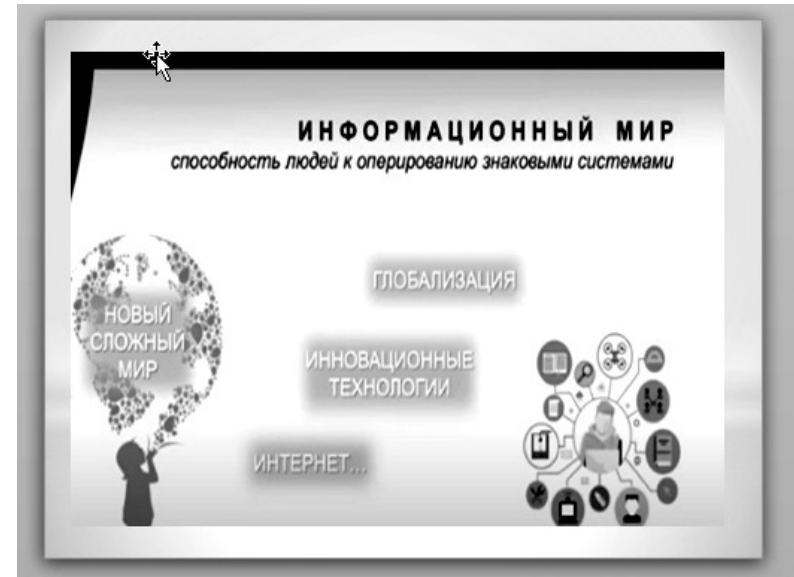 ИНФОРМАЦИОННЫЙ МИР
способность людей к оперированию знаковыми системами
ГЛОБАЛИЗАЦИЯ
НОВЫЙ
СЛОЖНЫЙ
МИР
ИННОВАЦИОННЫЕ
ТЕХНОЛОГИИ
ИНТЕРНЕТ...